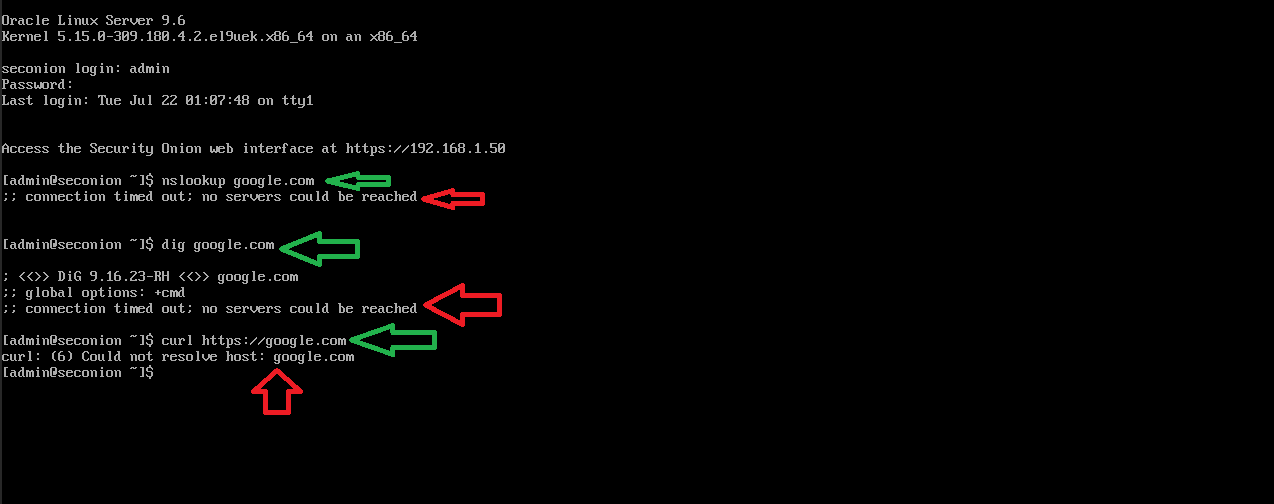 Oracle Linux Server 9.6
Kernel 5.15.0-309.180.4.2.el9uek.x86_64 on an x86_64
seconion login: admin
Password:
Last login: Tue Jul 22 01:07:48 on tty1
Access the Security Onion web interface at https://192.168.1.50
[admin@seconion ~]$ nslookup google.com
;; connection timed out; no servers could be reached
[admin@seconion ~]$ dig google.com
; <<>> DiG 9.16.23-RH <<>> google.com
;; global options: +cmd
;; connection timed out; no servers could be reached
[admin@seconion ~]$ curl https://google.com
curl: (6) Could not resolve host: google.com
[admin@seconion ~]$